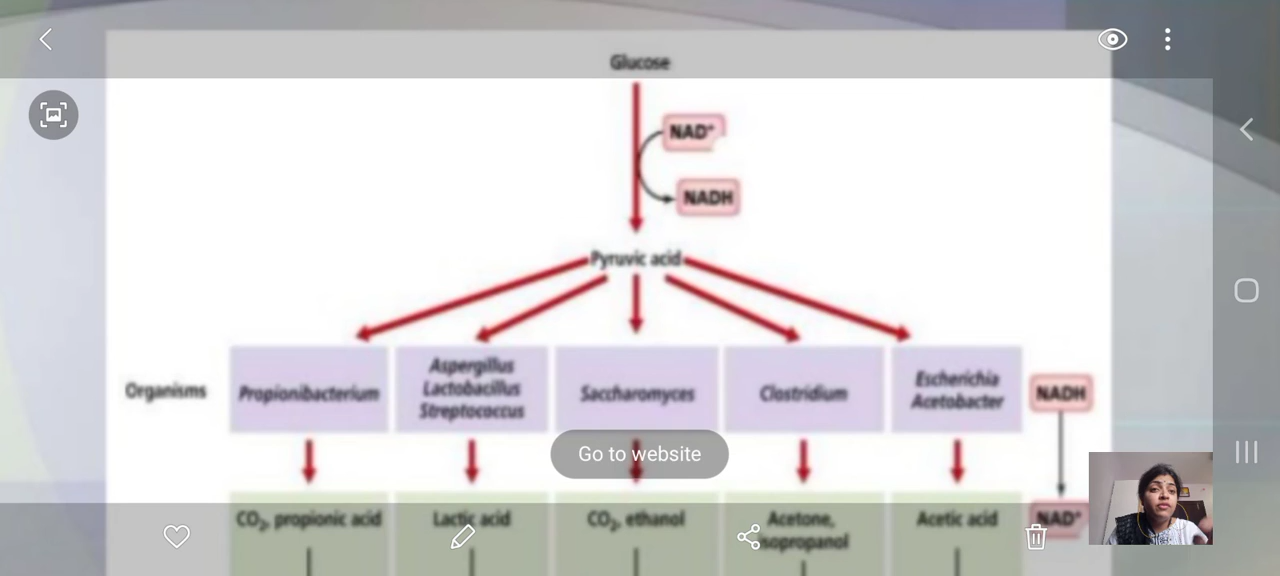 Glucose
NAD⁺
NADH
Pyruvic acid
Organisms
Propionibacterium
Aspergillus
Lactobacillus
Streptococcus
Saccharomyces
Clostridium
Escherichia
Acetobacter
NADH
Go to website
CO₂, propionic acid
Lactic acid
CO₂, ethanol
Acetone,
isopropanol
Acetic acid
NAD⁺